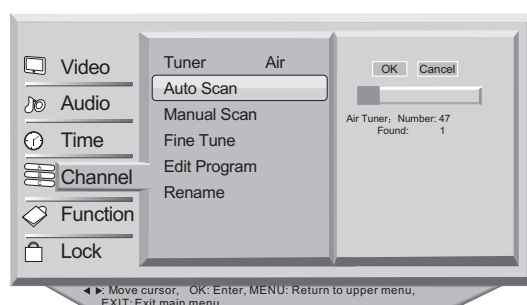 Video
Audio
Time
Channel
Function
Lock
Tuner Air
Auto Scan
Manual Scan
Fine Tune
Edit Program
Rename
OK Cancel
Air Tuner; Number: 47
Found: 1
◄ ►: Move cursor, OK: Enter, MENU: Return to upper menu,
EXIT: Exit main menu